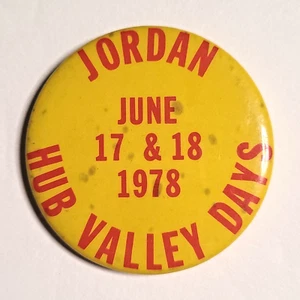 JORDAN
JUNE
17 & 18
1978
HUB VALLEY DAYS